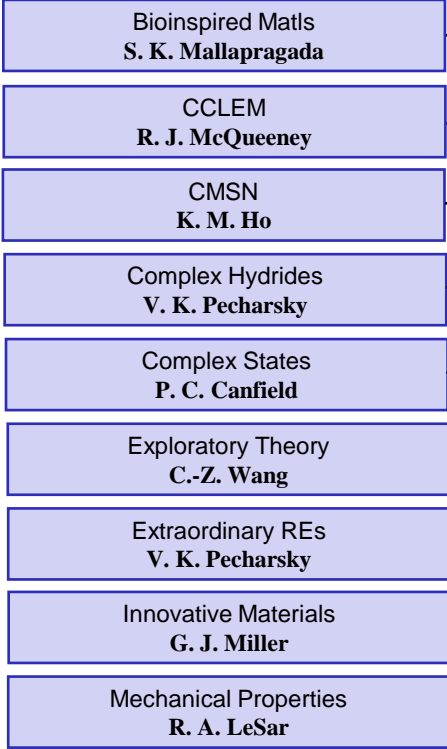 Bioinspired Matls
S. K. Mallapragada
CCLEM
R. J. McQueeney
CMSN
K. M. Ho
Complex Hydrides
V. K. Pecharsky
Complex States
P. C. Canfield
Exploratory Theory
C.-Z. Wang
Extraordinary REs
V. K. Pecharsky
Innovative Materials
G. J. Miller
Mechanical Properties
R. A. LeSar